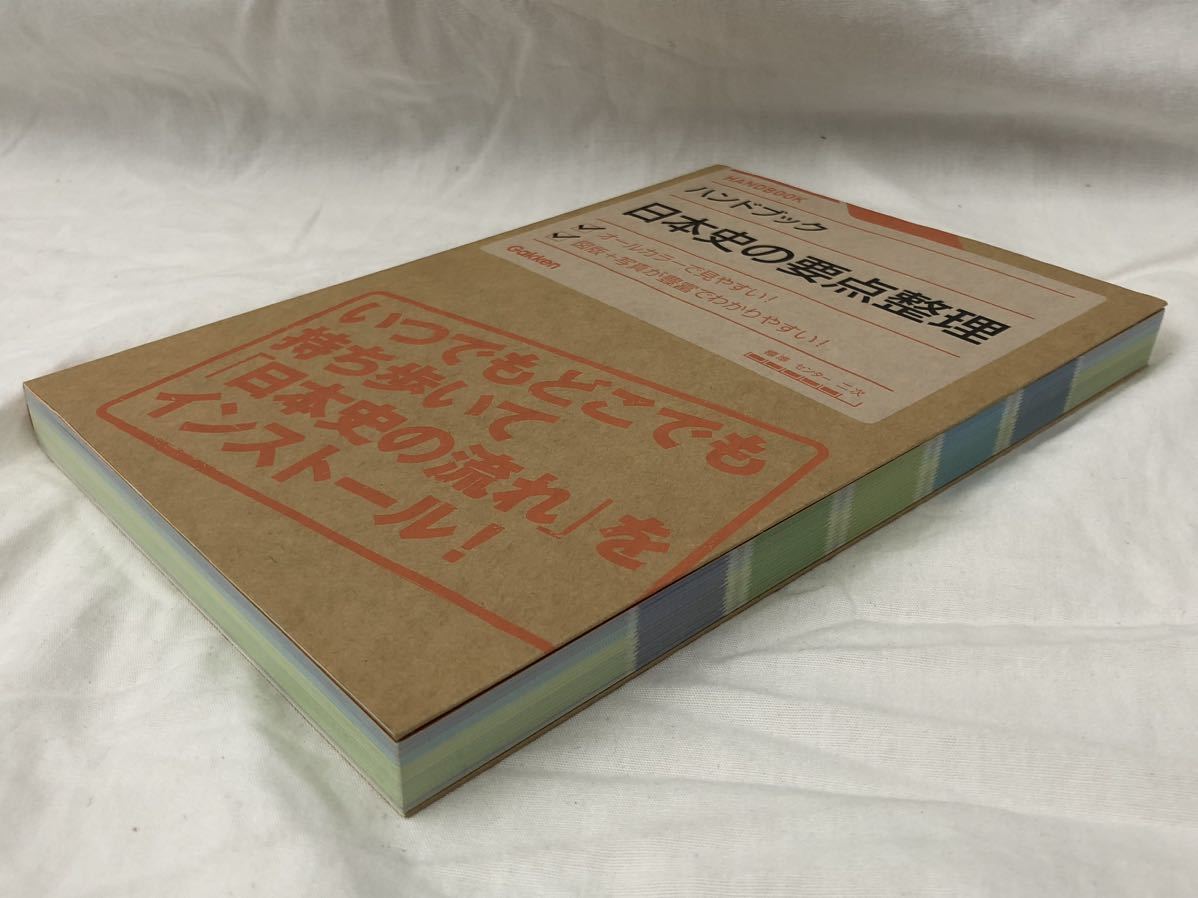 HANDBOOK
ハンドブック
日本史の要点整理
オールカラーで見やすい!
図表+写真が豊富でわかりやすい!
Gakken
標準 センター 二次
いつでもどこでも
持ち歩いて
「日本史の流れ」を
インストール!